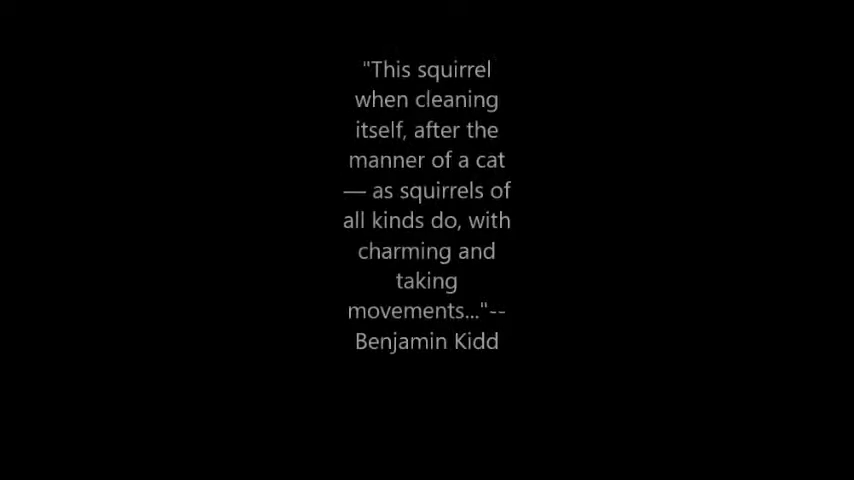 "This squirrel
when cleaning
itself, after the
manner of a cat
— as squirrels of
all kinds do, with
charming and
taking
movements..."--
Benjamin Kidd